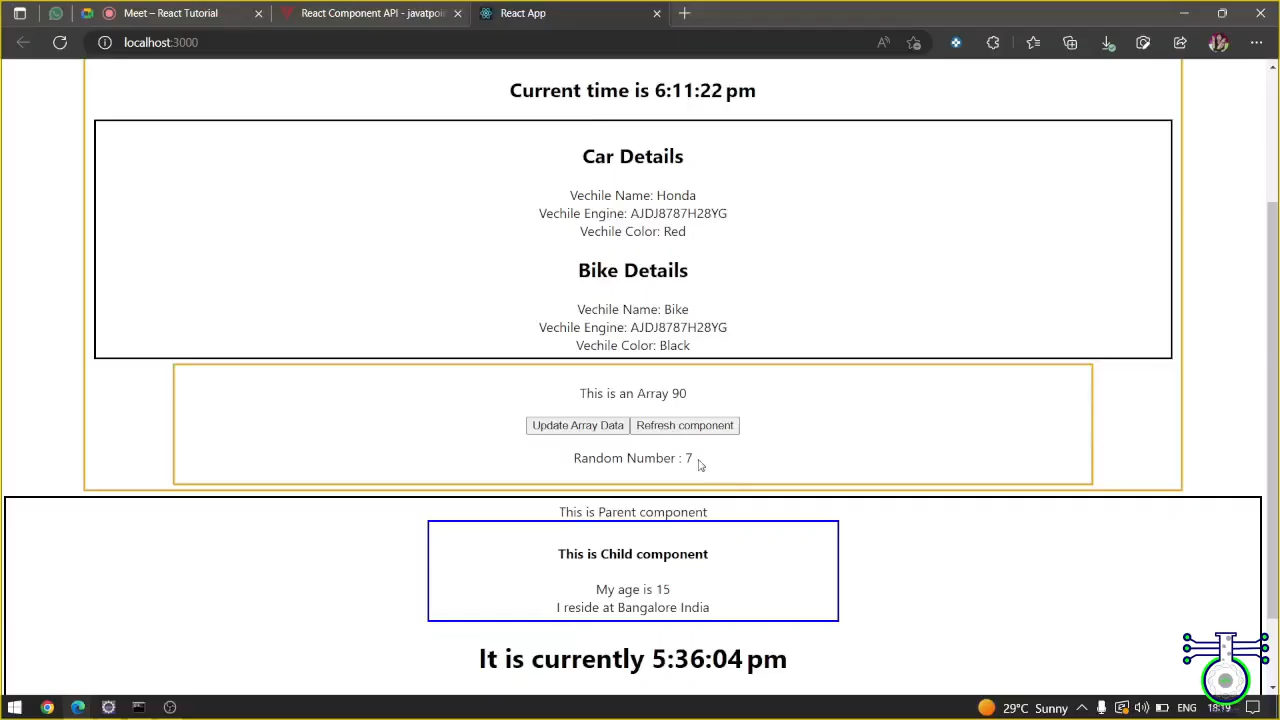 Meet – React Tutorial
React Component API - javatpoint
React App
localhost:3000
Current time is 6:11:22 pm
Car Details
Vechile Name: Honda
Vechile Engine: AJDJ8787H28YG
Vechile Color: Red
Bike Details
Vechile Name: Bike
Vechile Engine: AJDJ8787H28YG
Vechile Color: Black
This is an Array 90
Update Array Data
Refresh component
Random Number : 7
This is Parent component
This is Child component
My age is 15
I reside at Bangalore India
It is currently 5:36:04 pm
29°C Sunny
ENG
18:19